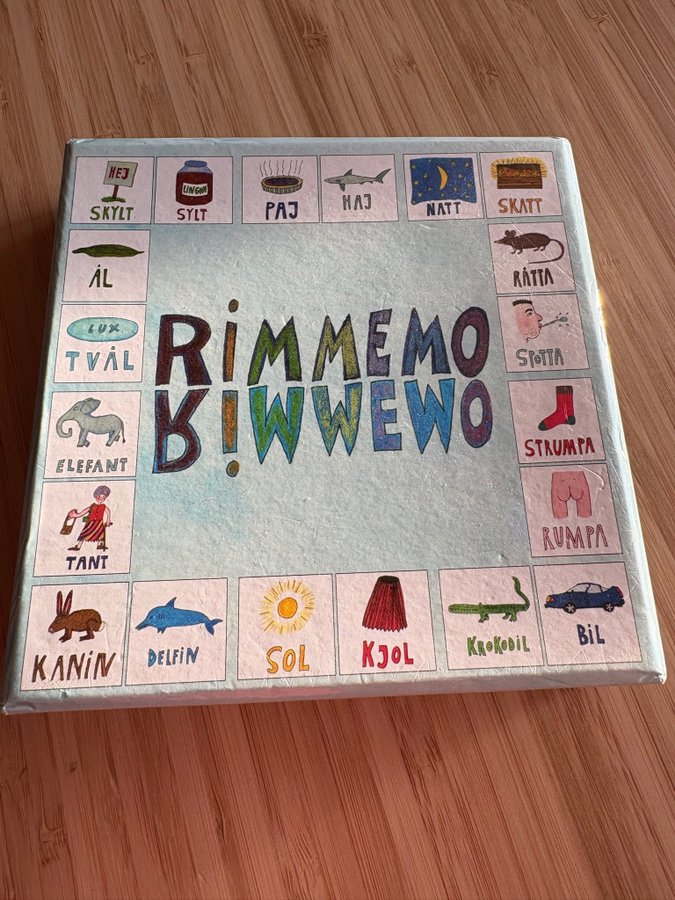 HEJ
SKYLT
LINGON
SYLT
PAJ
HAJ
NATT
SKATT
ÅL
RÅTTA
RIMMEMO
LUX
TVÅL
SPOTTA
ELEFANT
STRUMPA
TANT
RUMPA
KANIN
DELFIN
SOL
KJOL
KROKODIL
BIL